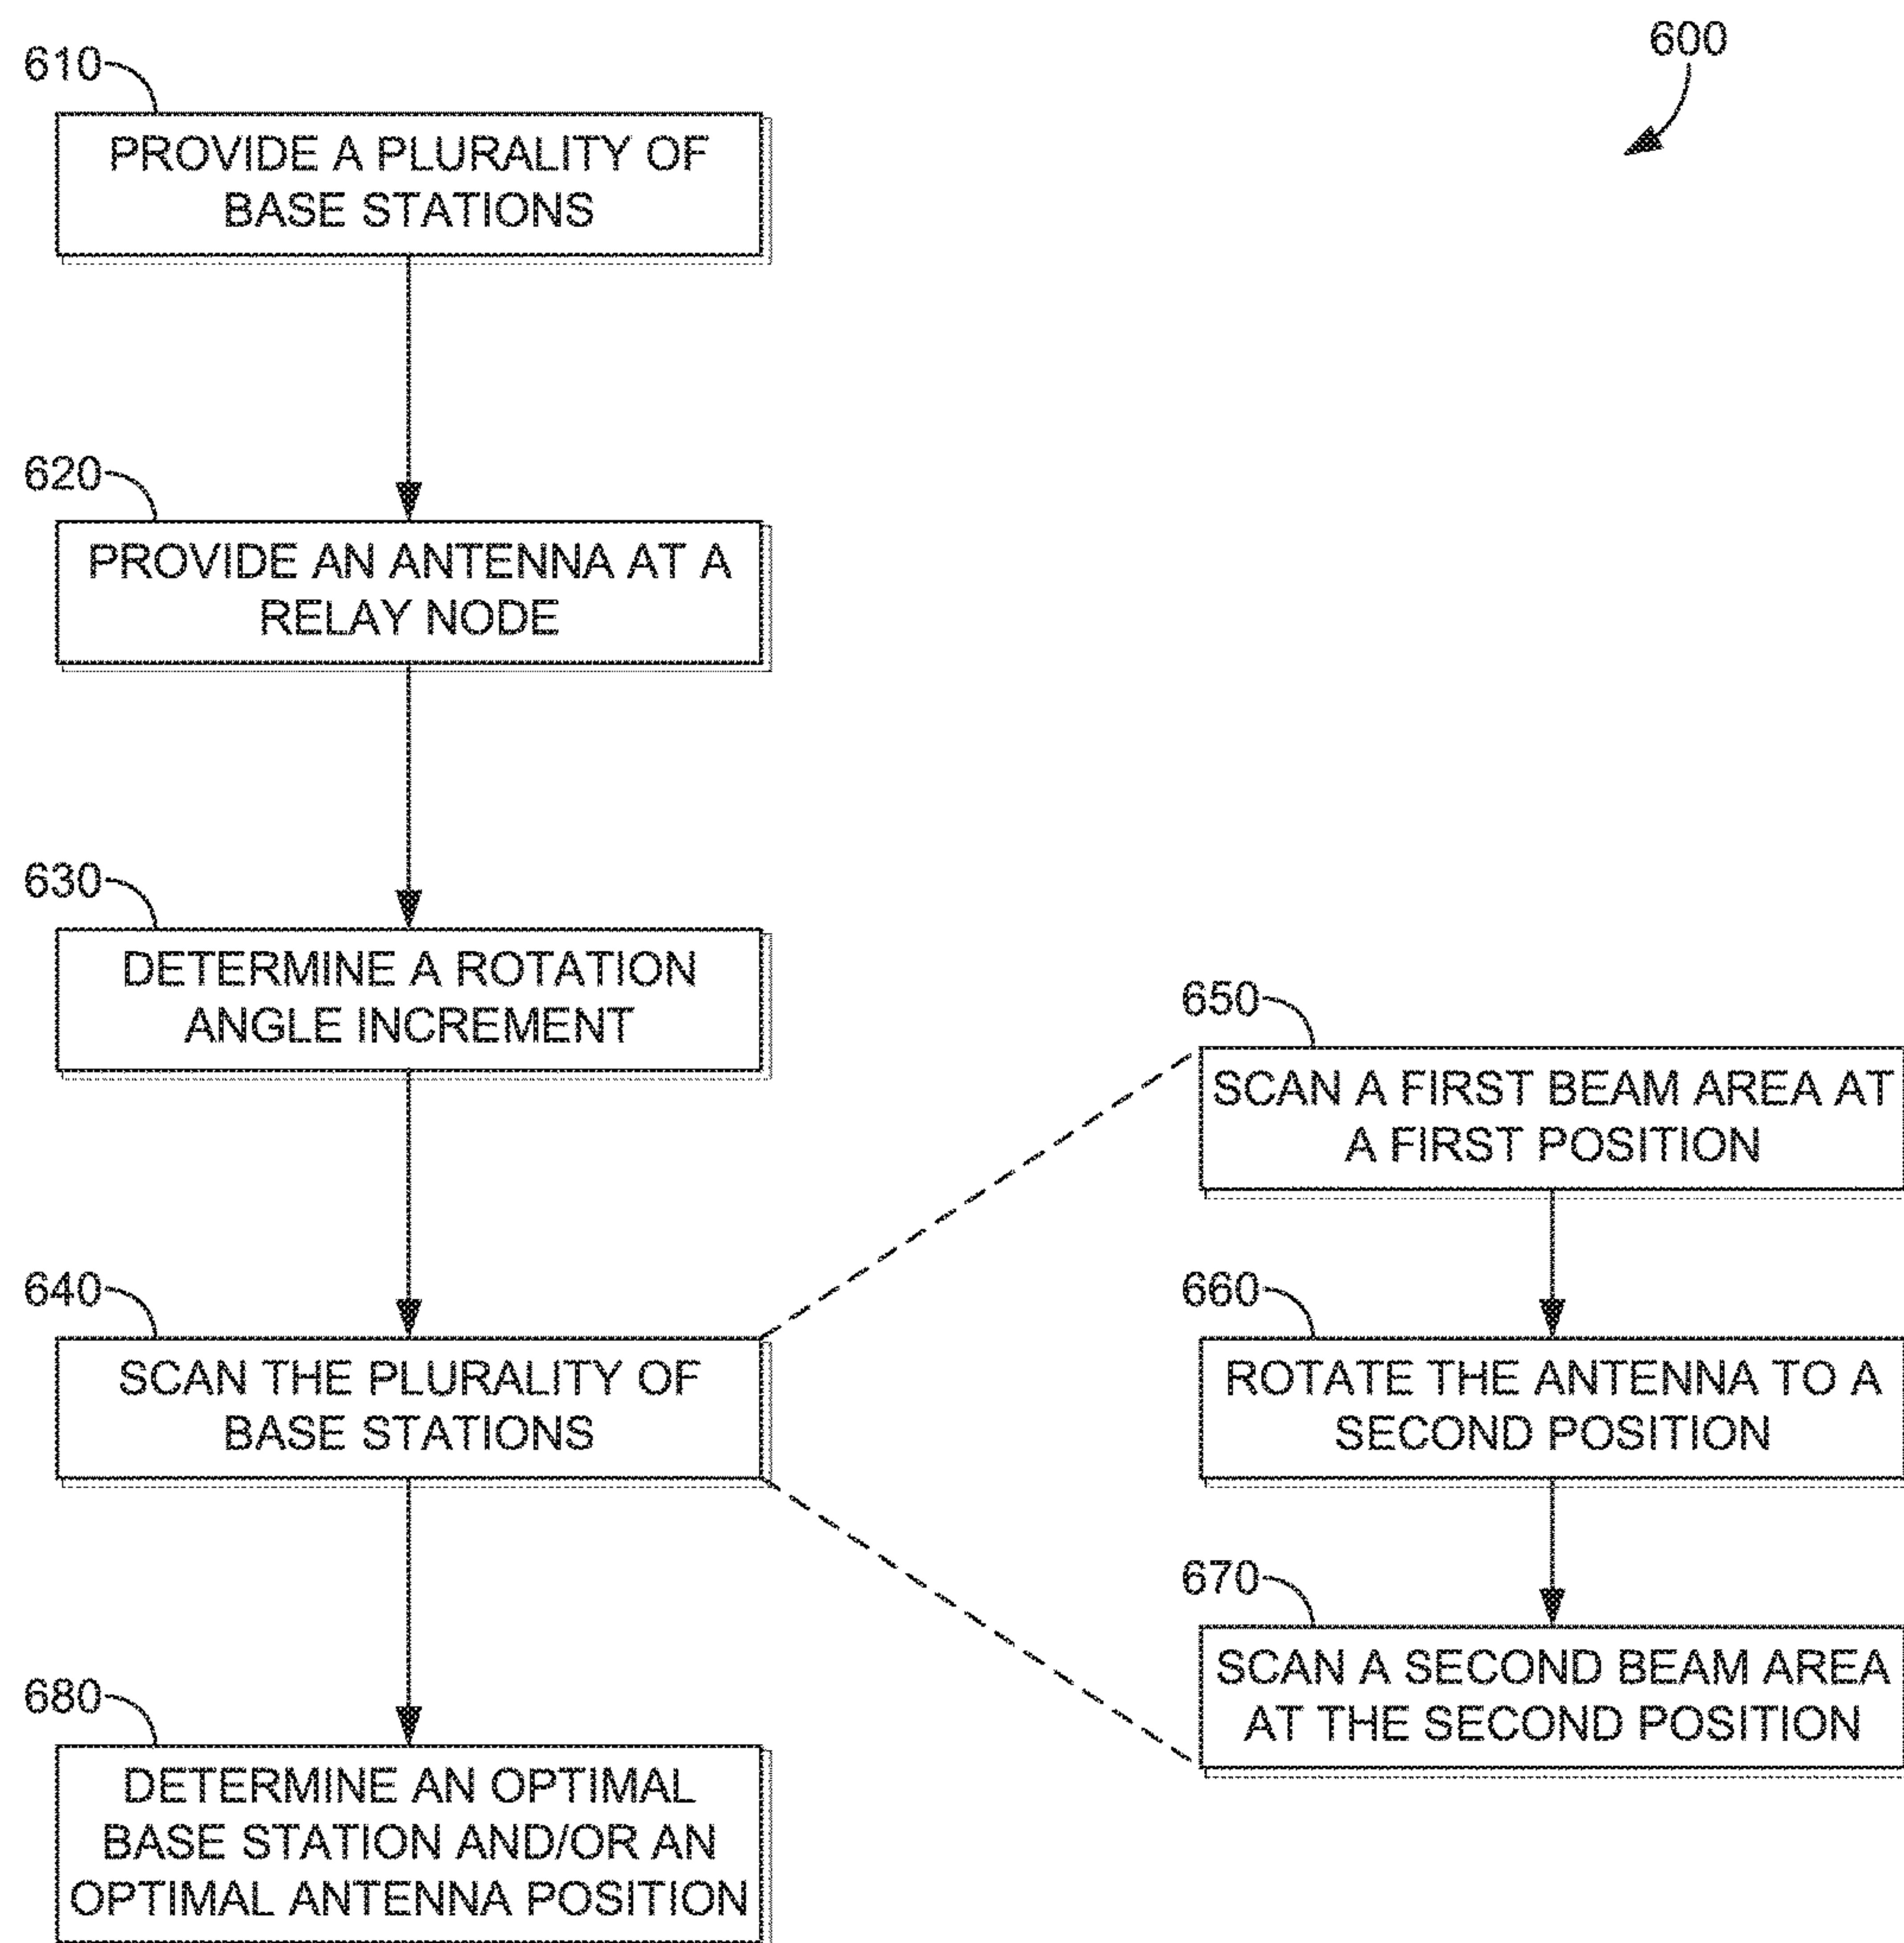 600
610
PROVIDE A PLURALITY OF
BASE STATIONS
620
PROVIDE AN ANTENNA AT A
RELAY NODE
630
DETERMINE A ROTATION
ANGLE INCREMENT
640
SCAN THE PLURALITY OF
BASE STATIONS
650
SCAN A FIRST BEAM AREA AT
A FIRST POSITION
660
ROTATE THE ANTENNA TO A
SECOND POSITION
670
SCAN A SECOND BEAM AREA
AT THE SECOND POSITION
680
DETERMINE AN OPTIMAL
BASE STATION AND/OR AN
OPTIMAL ANTENNA POSITION